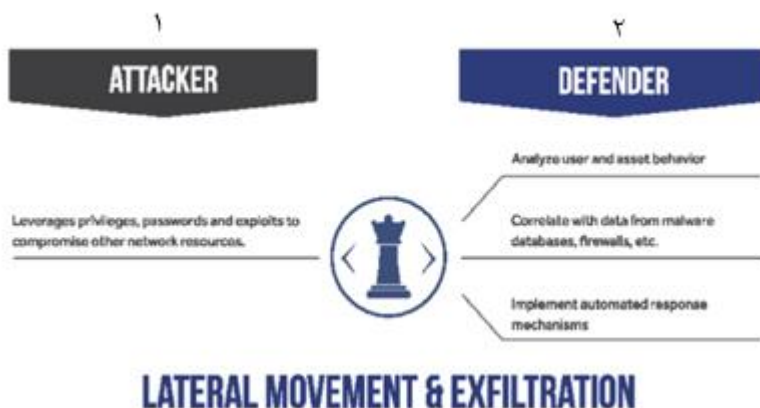 ١
٢
ATTACKER
DEFENDER
Analyze user and asset behavior
Leverages privileges, passwords and exploits to
compromise other network resources.
Correlate with data from malware
databases, firewalls, etc.
Implement automated response
mechanisms
LATERAL MOVEMENT & EXFILTRATION